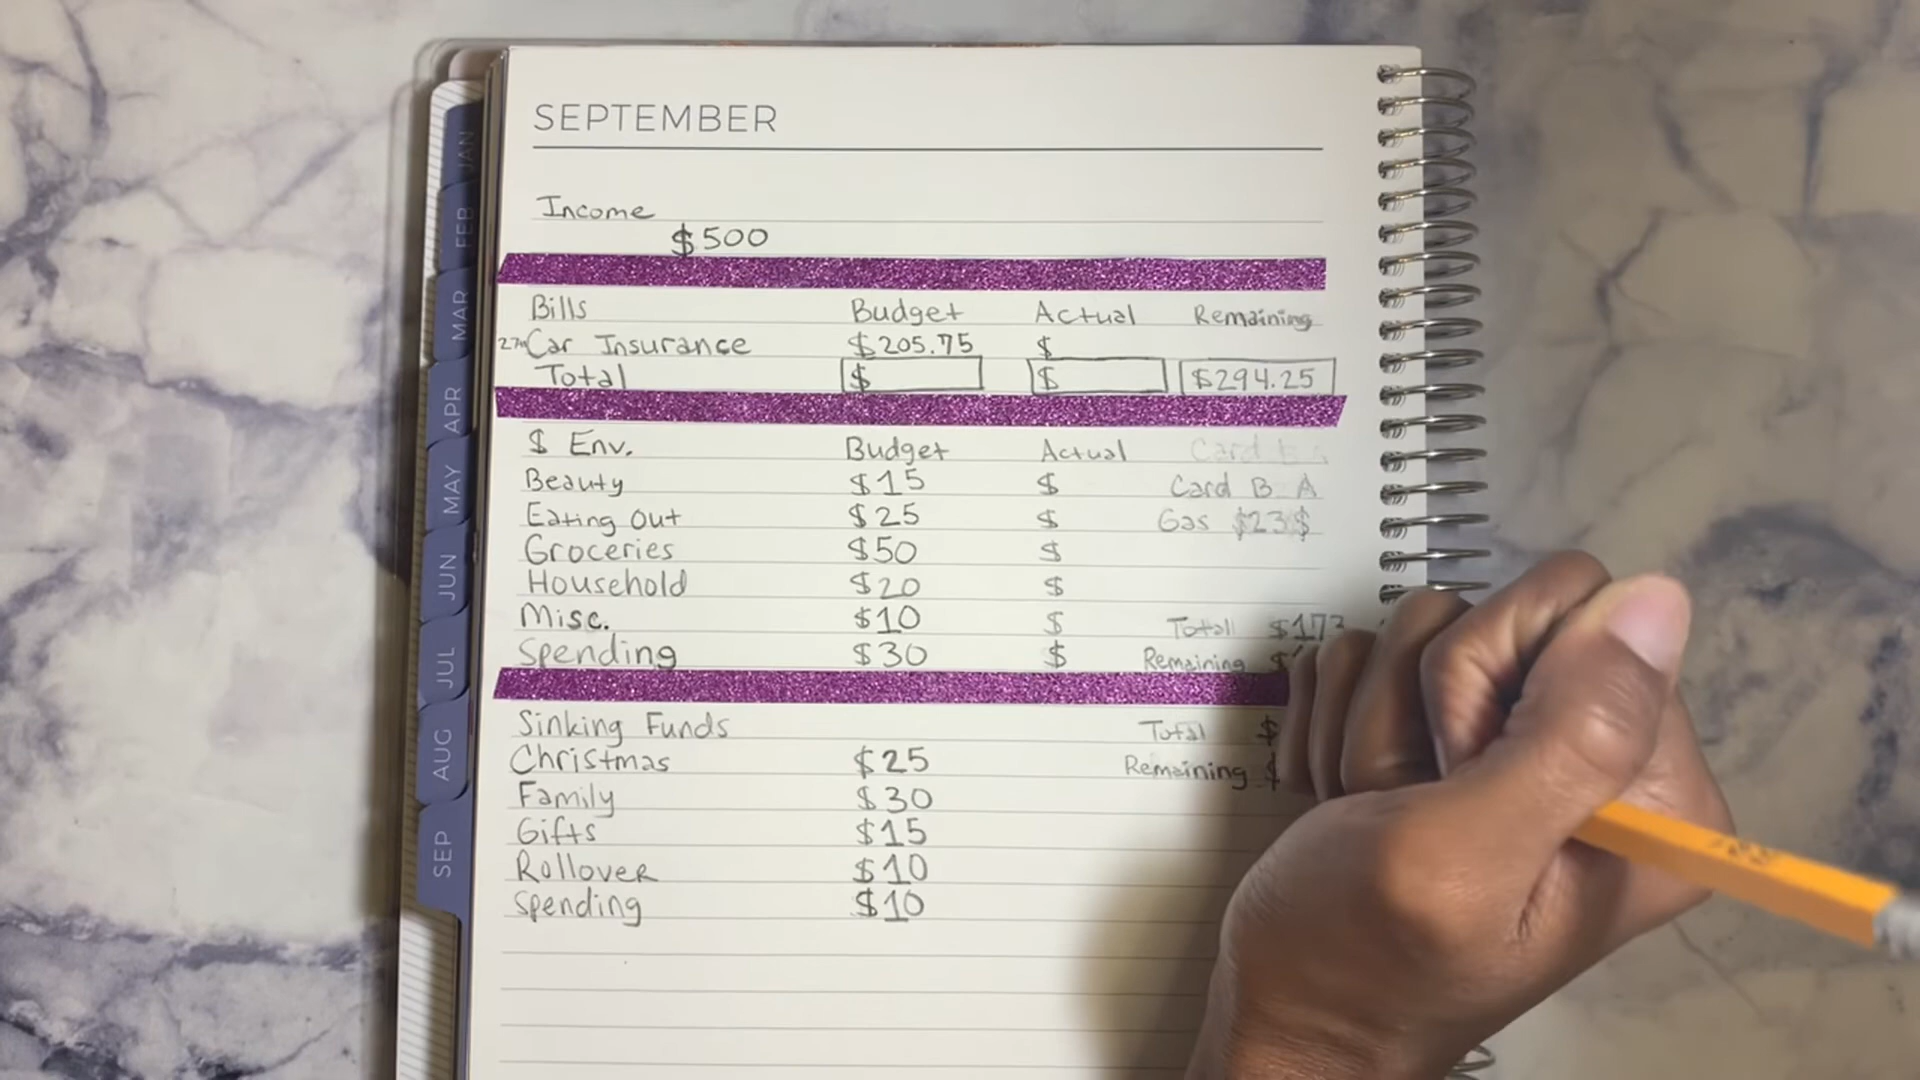 SEPTEMBER
Income
$500
Bills Budget Actual Remaining
27th Car Insurance $205.75 $
Total $ $ $294.25
$ Env. Budget Actual Card B A
Beauty $15 $ Card B A
Eating Out $25 $ Gas $23 $
Groceries $50 $
Household $20 $
Misc. $10 $ Total $173
Spending $30 $ Remaining $
Sinking Funds Total $
Christmas $25 Remaining $
Family $30
Gifts $15
Rollover $10
Spending $10
JAN
FEB
MAR
APR
MAY
JUN
JUL
AUG
SEP